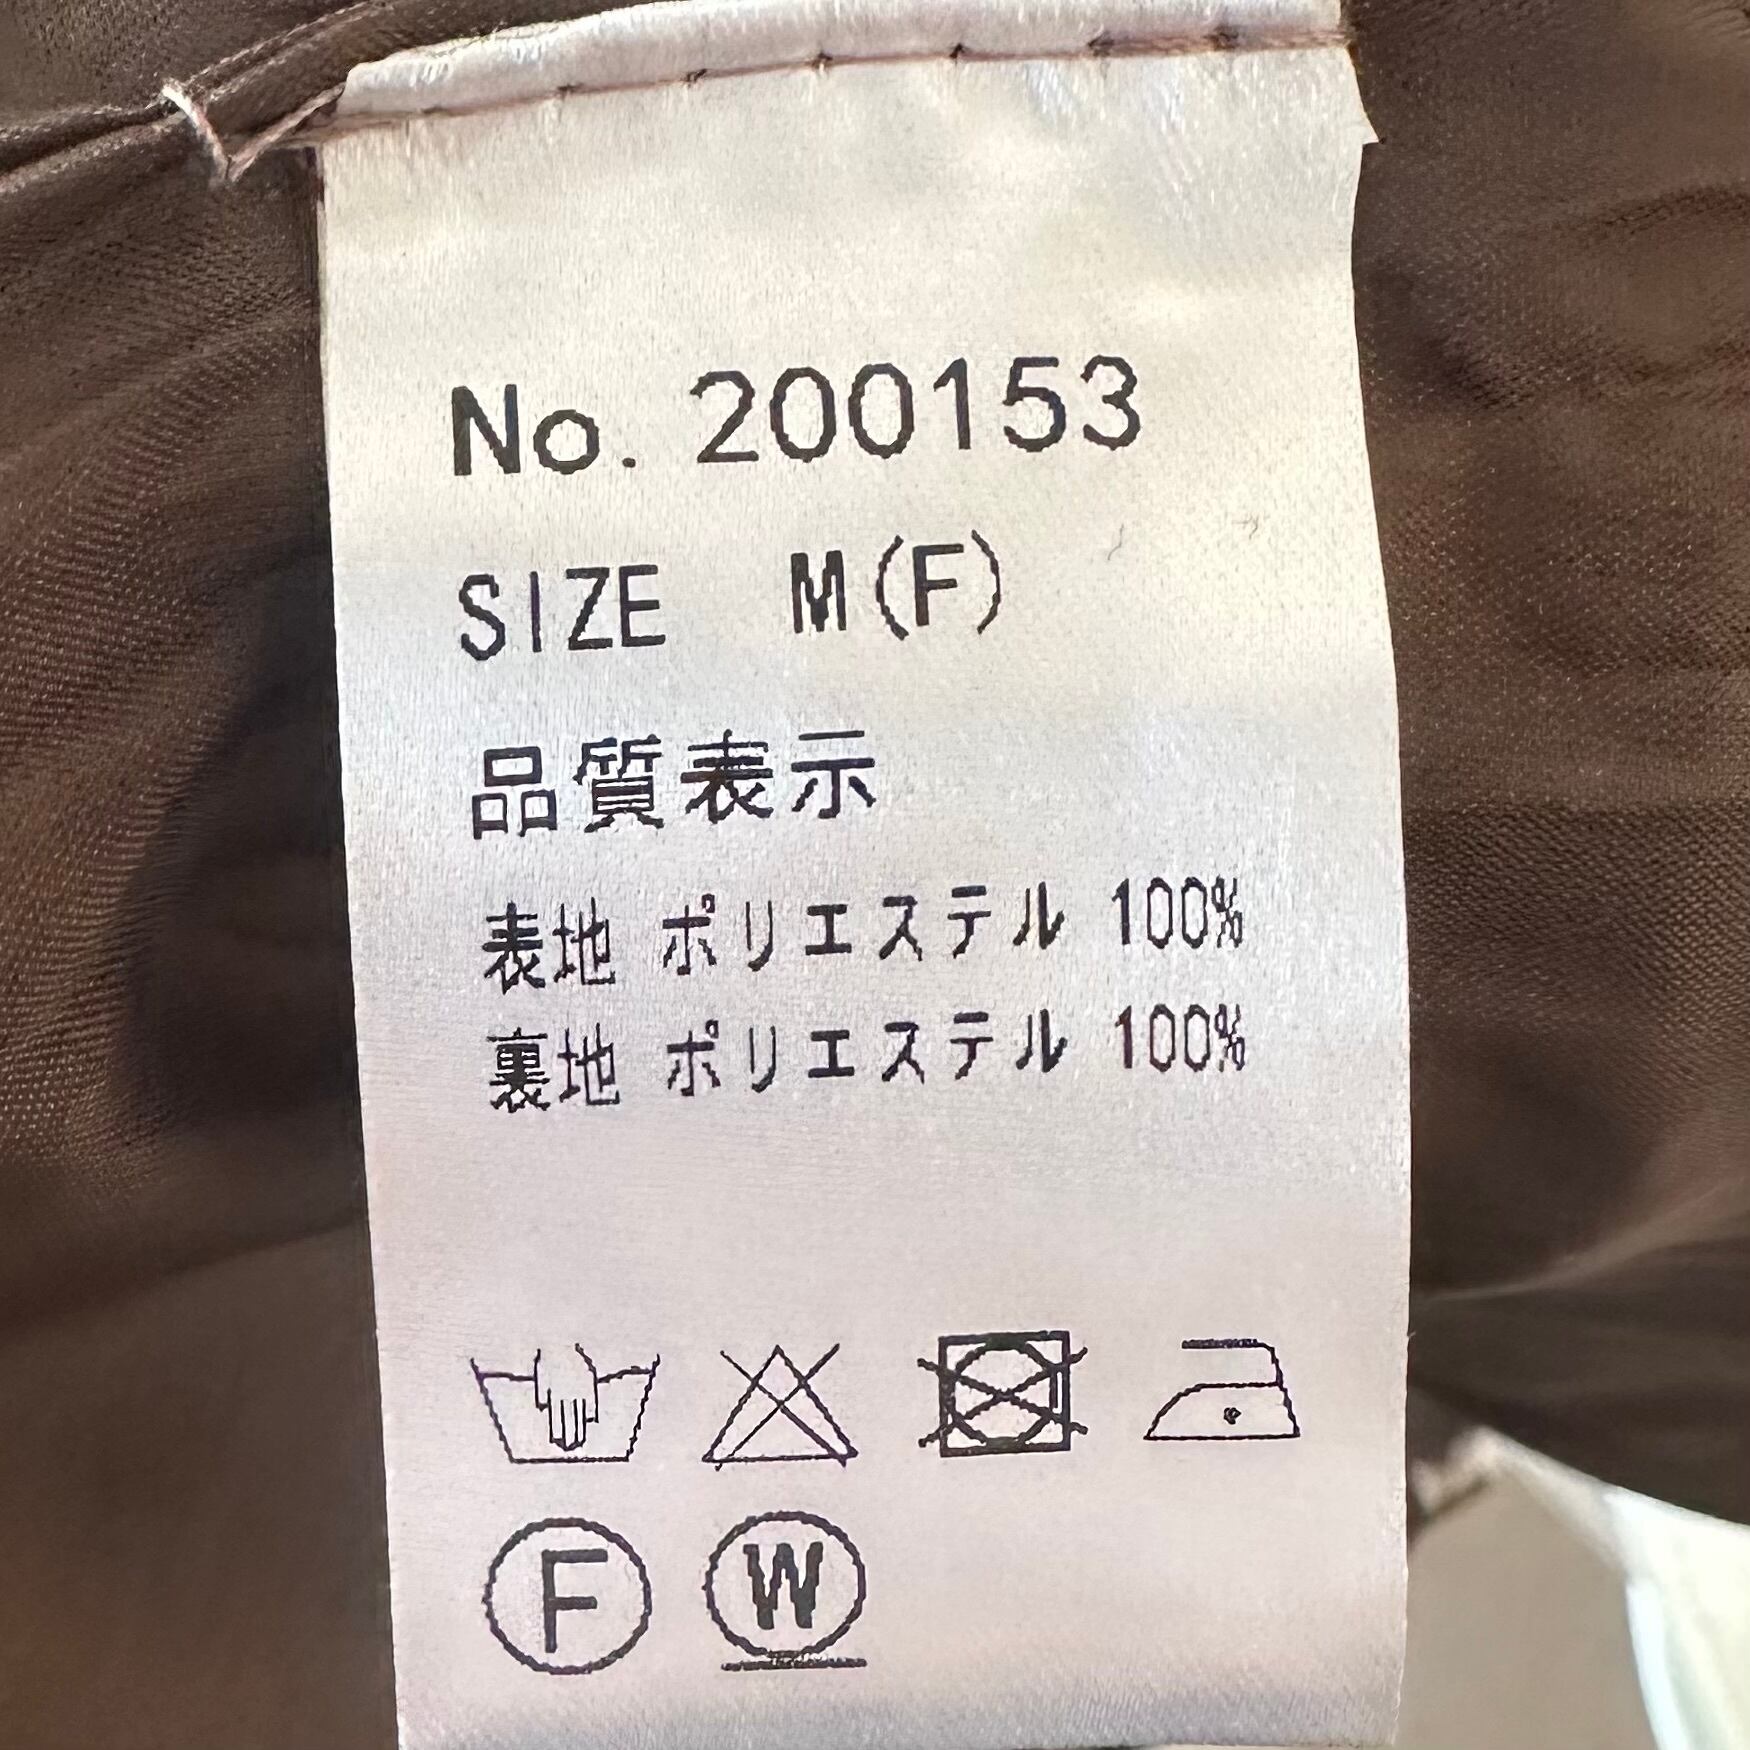 No. 200153
SIZE M(F)
品質表示
表地 ポリエステル 100%
裏地 ポリエステル 100%
F W